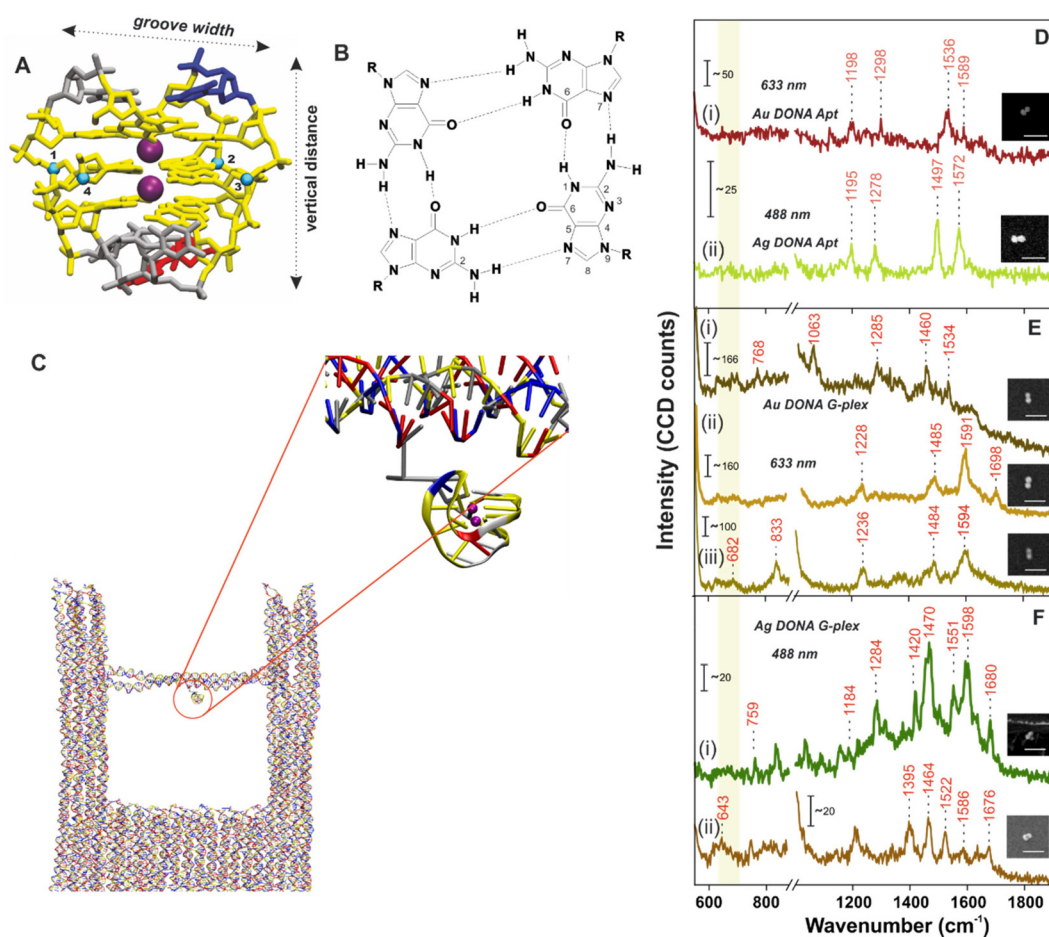 groove width
A
vertical distance
1
2
3
4
B
R
N
H
N
H
N
N
N
O
H
N
6
7
N
R
O
N
N
N
N
H
N
H
H
O
H
N
1
2
N
H
3
N
O
6
5
4
N
7
8
9
N
R
O
N
H
N
N
2
N
H
H
N
R
C
Intensity (CCD counts)
D
~50
633 nm
(i)
Au DONA Apt
1198
1298
1536
1589
~25
488 nm
(ii)
Ag DONA Apt
1195
1278
1497
1572
E
(i)
~166
768
1063
1285
1460
1534
Au DONA G-plex
(ii)
~160
633 nm
1228
1485
1591
1698
~100
(iii)
682
833
1236
1484
1594
F
Ag DONA G-plex
488 nm
~20
(i)
759
1184
1284
1420
1470
1551
1598
1680
(ii)
~20
643
1395
1464
1522
1586
1676
600 800 1200 1400 1600 1800
Wavenumber (cm⁻¹)